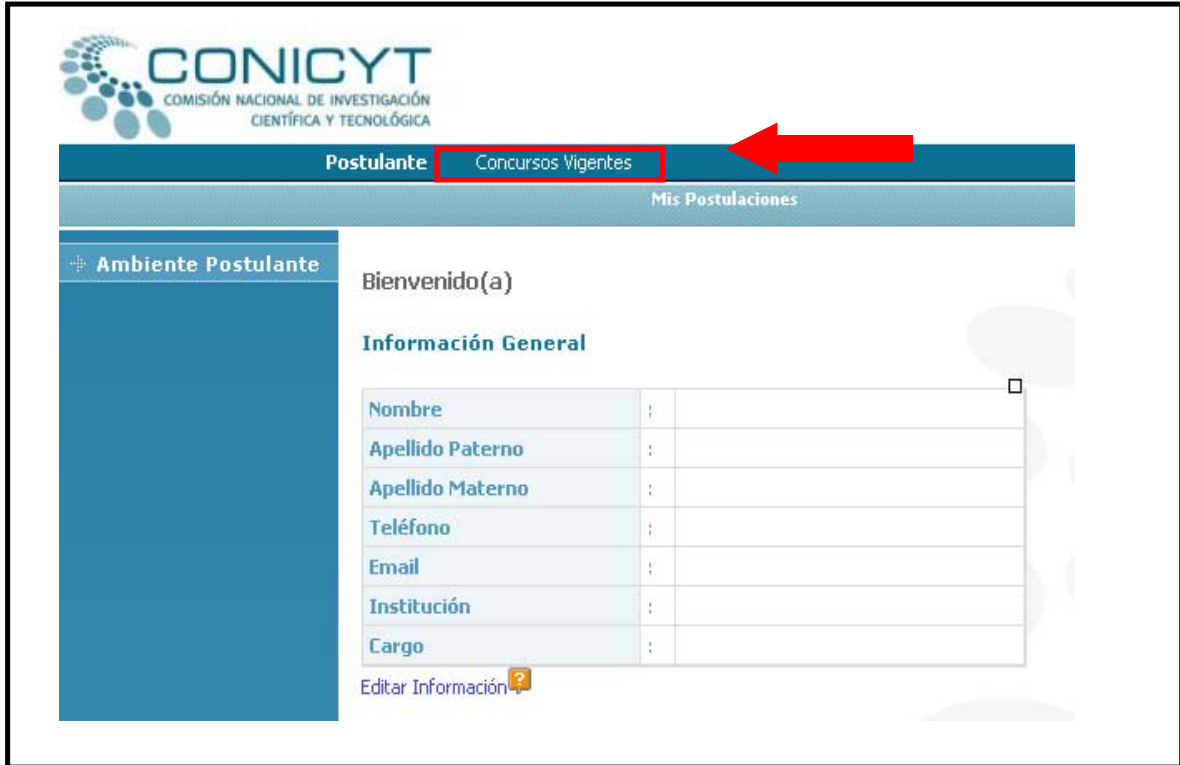 CONICYT
COMISIÓN NACIONAL DE INVESTIGACIÓN
CIENTÍFICA Y TECNOLÓGICA
Postulante Concursos Vigentes
Mis Postulaciones
Ambiente Postulante
Bienvenido(a)
Información General
Nombre :
Apellido Paterno :
Apellido Materno :
Teléfono :
Email :
Institución :
Cargo :
Editar Información ?